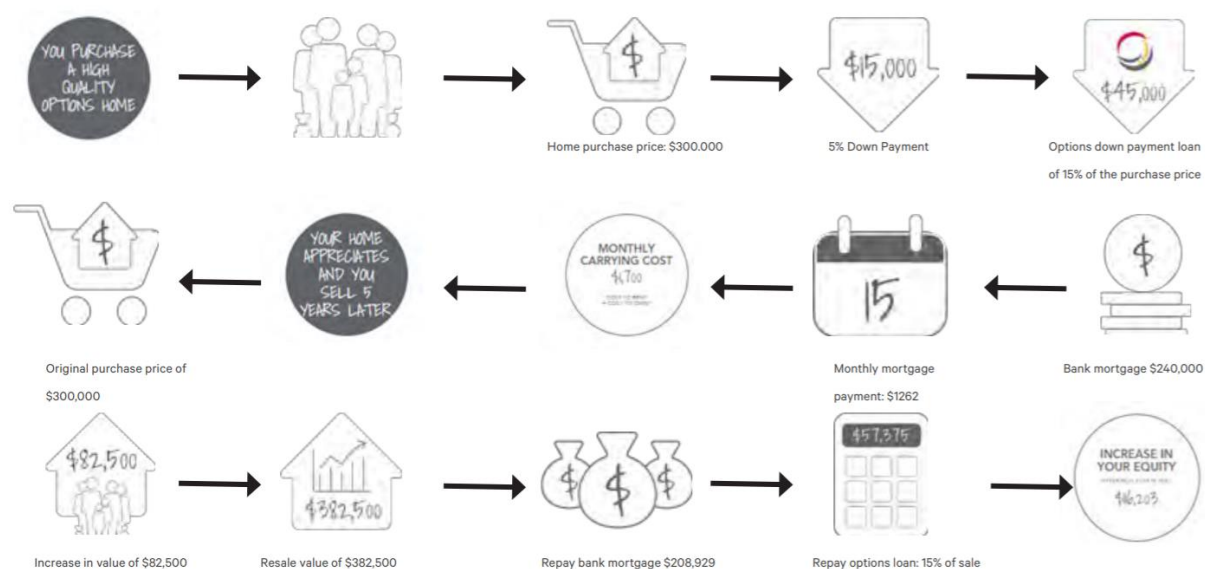 YOU PURCHASE
A HIGH
QUALITY
OPTIONS HOME
$
$15,000
$45,000
Home purchase price: $300.000
5% Down Payment
Options down payment loan
of 15% of the purchase price
$
YOUR HOME
APPRECIATES
AND YOU
SELL 5
YEARS LATER
MONTHLY
CARRYING COST
15
$
Original purchase price of
$300,000
Monthly mortgage
payment: $1262
Bank mortgage $240,000
$82,500
$382,500
$ $ $
$57,375
INCREASE IN
YOUR EQUITY
Increase in value of $82,500
Resale value of $382,500
Repay bank mortgage $208,929
Repay options loan: 15% of sale